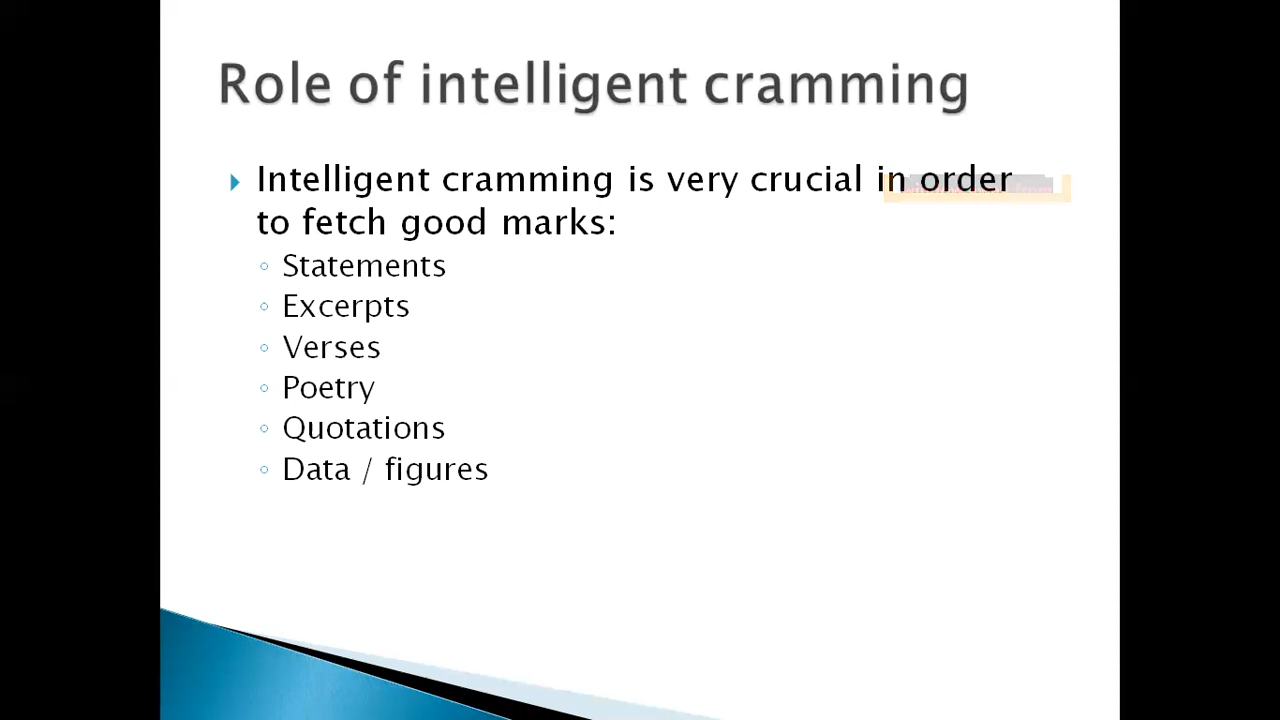 Role of intelligent cramming
Intelligent cramming is very crucial in order
to fetch good marks:
Statements
Excerpts
Verses
Poetry
Quotations
Data / figures